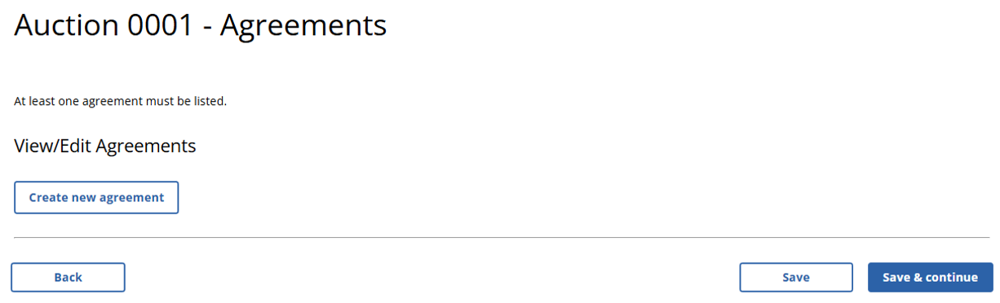 Auction 0001 - Agreements
At least one agreement must be listed.
View/Edit Agreements
Create new agreement
Back
Save
Save & continue